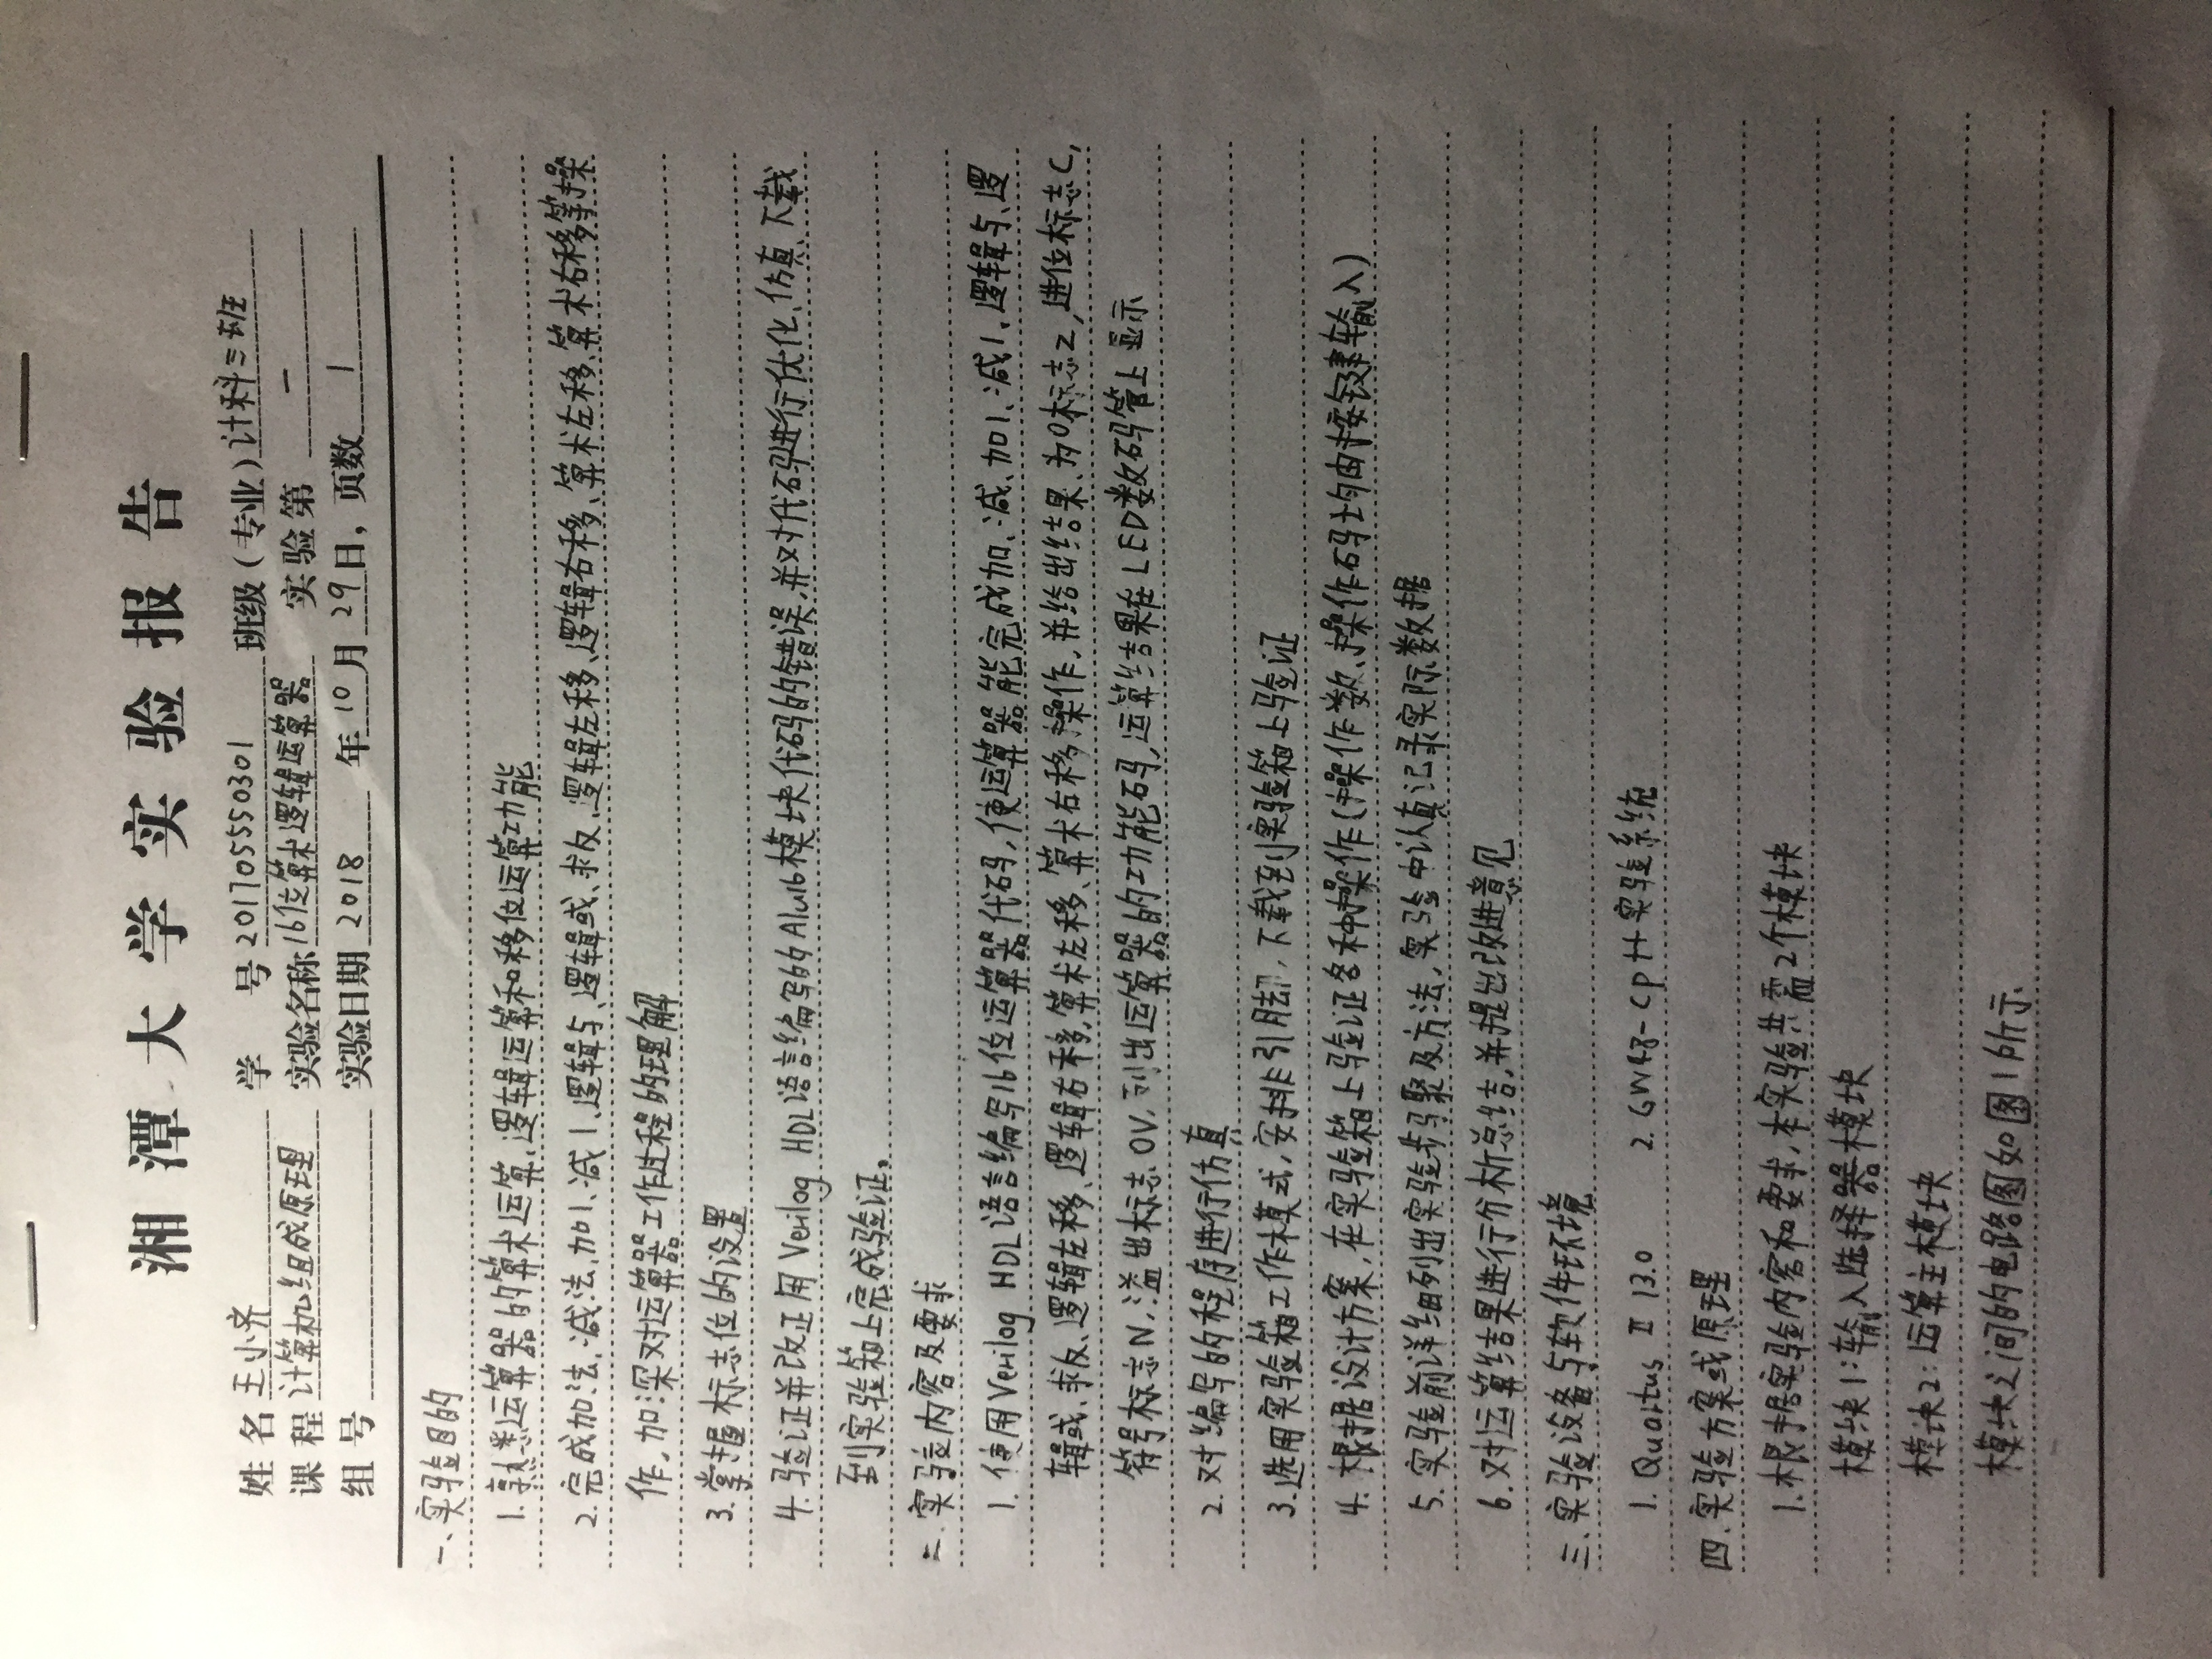 湘潭大学实验报告
姓名 王小齐 学号 201705550301 班级（专业）计科三班
课程 计算机组成原理 实验名称 16位算术逻辑运算器 实验第 一
组号 实验日期 2018 年 10 月 29 日，页数 1
一、实验目的
1. 熟悉运算器的算术运算、逻辑运算和移位运算功能
2. 完成加法、减法、加1、减1、逻辑与、逻辑或、求反、逻辑左移、逻辑右移、算术左移、算术右移等操
作，加深对运算器工作过程的理解
3. 掌握标志位的设置
4. 验证并改正用 Verilog HDL语言编写的Alu16模块代码的错误，并对代码进行优化、仿真、下载
到实验箱上完成验证。
二、实验内容及要求
1. 使用Verilog HDL语言编写16位运算器代码，使运算器能完成加、减、加1、减1、逻辑与、逻
辑或、求反、逻辑左移、逻辑右移、算术左移、算术右移操作，并给出结果、为0标志Z，进位标志C，
符号标志N，溢出标志OV，列出运算器的功能码，运算结果在LED数码管上显示
2. 对编写的程序进行仿真
3. 选用实验箱工作模式，安排引脚，下载到实验箱上验证
4. 根据设计方案，在实验箱上验证各种操作（操作数、操作码均由按键输入）
5. 实验前详细列出实验步骤及方法，实验中认真记录实际数据
6. 对运算结果进行分析总结，并提出改进意见
三、实验设备与软件环境
1. Quartus Ⅱ 13.0 2. GW48-CP++实验系统
四、实验方案或原理
1. 根据实验内容和要求，本实验共需2个模块
模块1：输入选择器模块
模块2：运算主模块
模块之间的电路图如图1所示、